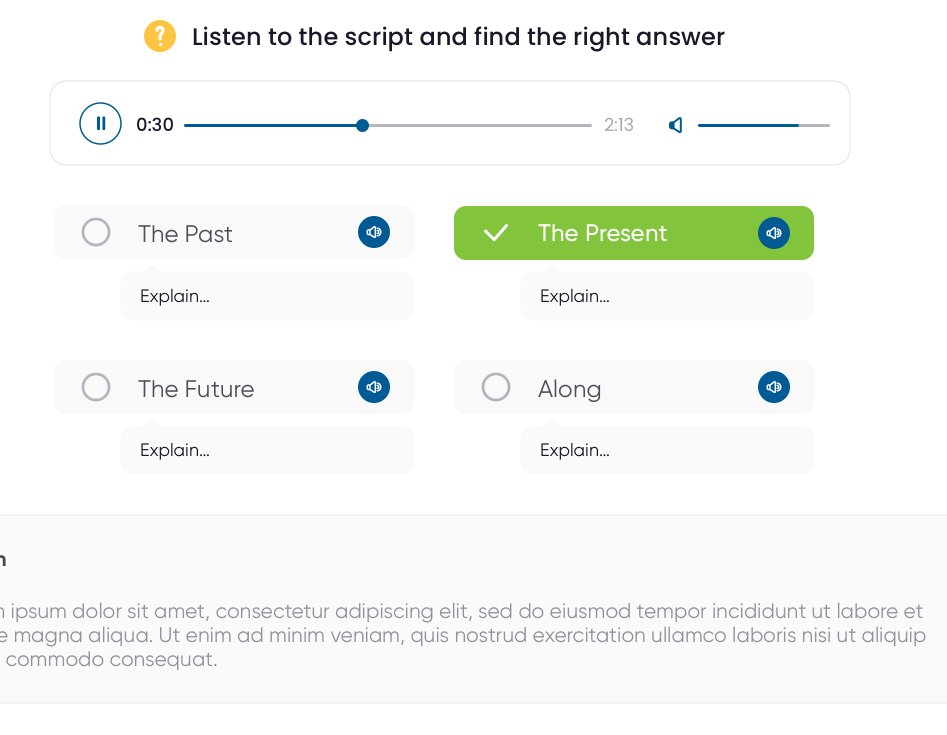 ? Listen to the script and find the right answer
0:30 2:13
The Past
The Present
Explain...
Explain...
The Future
Along
Explain...
Explain...
ipsum dolor sit amet, consectetur adipiscing elit, sed do eiusmod tempor incididunt ut labore et
magna aliqua. Ut enim ad minim veniam, quis nostrud exercitation ullamco laboris nisi ut aliquip
commodo consequat.